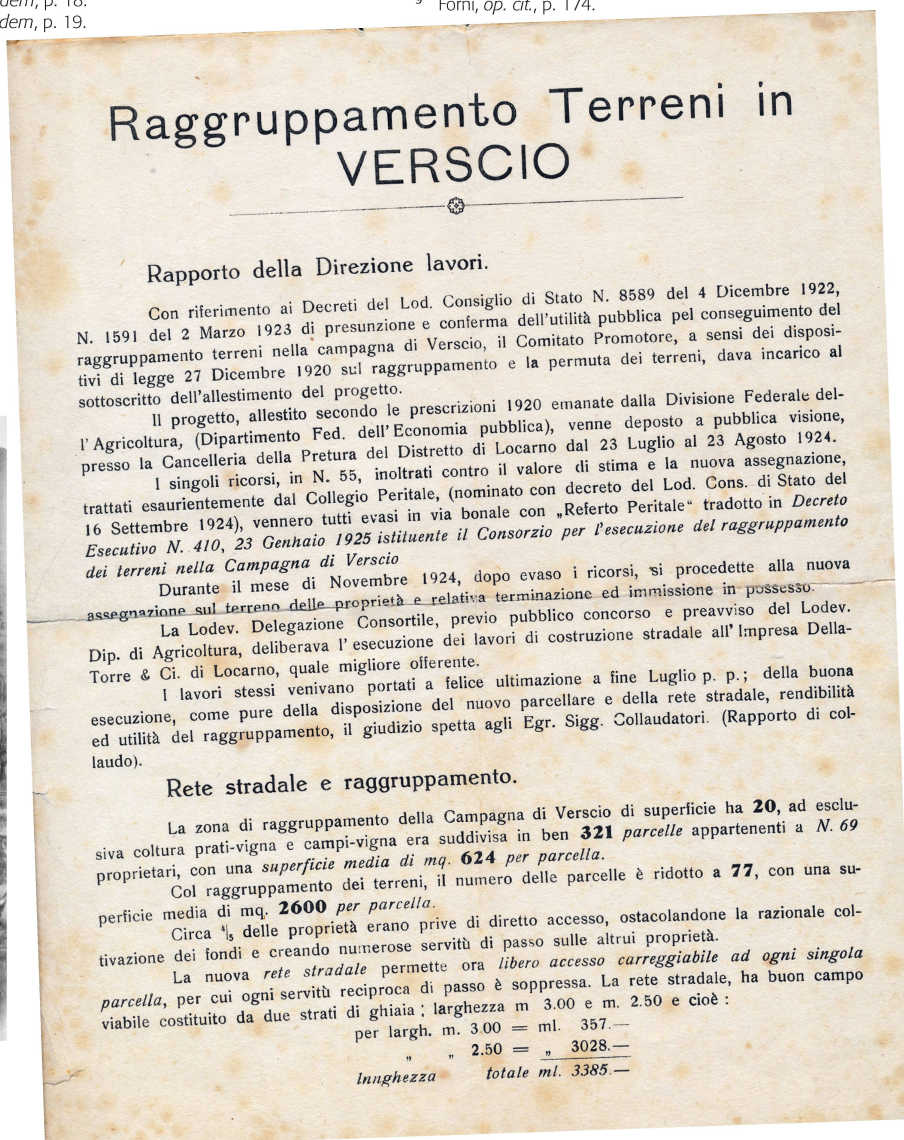 dem, p. 18.
dem, p. 19.
9 Forni, op. cit., p. 174.
Raggruppamento Terreni in
VERSCIO
Rapporto della Direzione lavori.
Con riferimento ai Decreti del Lod. Consiglio di Stato N. 8589 del 4 Dicembre 1922,
N. 1591 del 2 Marzo 1923 di presunzione e conferma dell'utilità pubblica pel conseguimento del
raggruppamento terreni nella campagna di Verscio, il Comitato Promotore, a sensi dei disposi-
tivi di legge 27 Dicembre 1920 sul raggruppamento e la permuta dei terreni, dava incarico al
sottoscritto dell'allestimento del progetto.
Il progetto, allestito secondo le prescrizioni 1920 emanate dalla Divisione Federale del-
l'Agricoltura, (Dipartimento Fed. dell'Economia pubblica), venne deposto a pubblica visione,
presso la Cancelleria della Pretura del Distretto di Locarno dal 23 Luglio al 23 Agosto 1924.
I singoli ricorsi, in N. 55, inoltrati contro il valore di stima e la nuova assegnazione,
trattati esaurientemente dal Collegio Peritale, (nominato con decreto del Lod. Cons. di Stato del
16 Settembre 1924), vennero tutti evasi in via bonale con „Referto Peritale“ tradotto in Decreto
Esecutivo N. 410, 23 Gennaio 1925 istituente il Consorzio per l'esecuzione del raggruppamento
dei terreni nella Campagna di Verscio
Durante il mese di Novembre 1924, dopo evaso i ricorsi, si procedette alla nuova
assegnazione sul terreno delle proprietà e relativa terminazione ed immissione in possesso.
La Lodev. Delegazione Consortile, previo pubblico concorso e preavviso del Lodev.
Dip. di Agricoltura, deliberava l'esecuzione dei lavori di costruzione stradale all'Impresa Della-
Torre & Ci. di Locarno, quale migliore offerente.
I lavori stessi venivano portati a felice ultimazione a fine Luglio p. p.; della buona
esecuzione, come pure della disposizione del nuovo parcellare e della rete stradale, rendibilità
ed utilità del raggruppamento, il giudizio spetta agli Egr. Sigg. Collaudatori. (Rapporto di col-
laudo).
Rete stradale e raggruppamento.
La zona di raggruppamento della Campagna di Verscio di superficie ha 20, ad esclu-
siva coltura prati-vigna e campi-vigna era suddivisa in ben 321 parcelle appartenenti a N. 69
proprietari, con una superficie media di mq. 624 per parcella.
Col raggruppamento dei terreni, il numero delle parcelle è ridotto a 77, con una su-
perficie media di mq. 2600 per parcella.
Circa 4/5 delle proprietà erano prive di diretto accesso, ostacolandone la razionale col-
tivazione dei fondi e creando numerose servitù di passo sulle altrui proprietà.
La nuova rete stradale permette ora libero accesso carreggiabile ad ogni singola
parcella, per cui ogni servitù reciproca di passo è soppressa. La rete stradale, ha buon campo
viabile costituito da due strati di ghiaia; larghezza m 3.00 e m. 2.50 e cioè:
per largh. m. 3.00 = ml. 357.—
„ „ 2.50 = „ 3028.—
lnnghezza totale ml. 3385.—